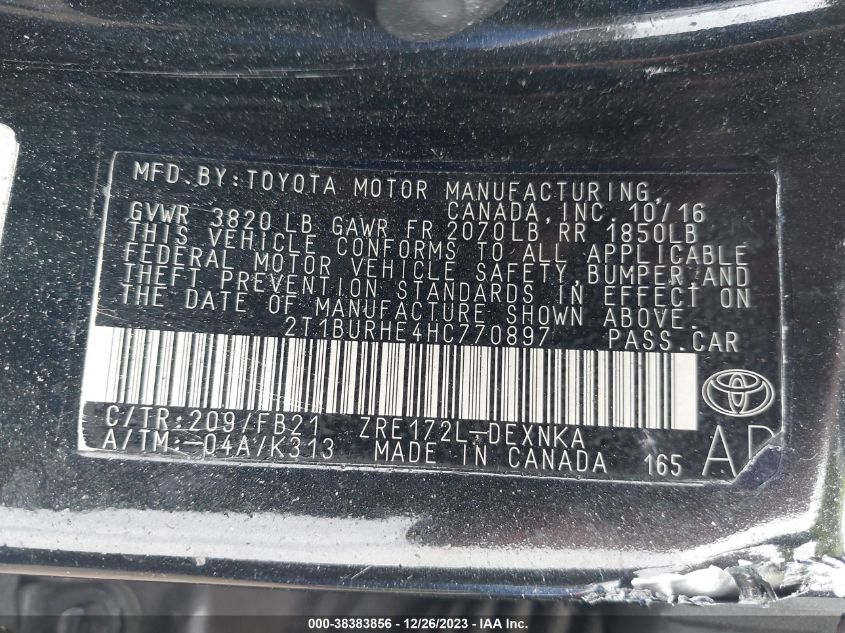 MFD.BY:TOYOTA MOTOR MANUFACTURING,
CANADA,INC. 10/16
GVWR 3820 LB GAWR FR 2070LB RR 1850LB
THIS VEHICLE CONFORMS TO ALL APPLICABLE
FEDERAL MOTOR VEHICLE SAFETY,BUMPER,AND
THEFT PREVENTION STANDARDS IN EFFECT ON
THE DATE OF MANUFACTURE SHOWN ABOVE.
2T1BURHE4HC770897 PASS.CAR
C/TR:209/FB21 ZRE172L-DEXNKA
A/TM:-04A/K313 MADE IN CANADA 165
000-38383856 - 12/26/2023 - IAA Inc.